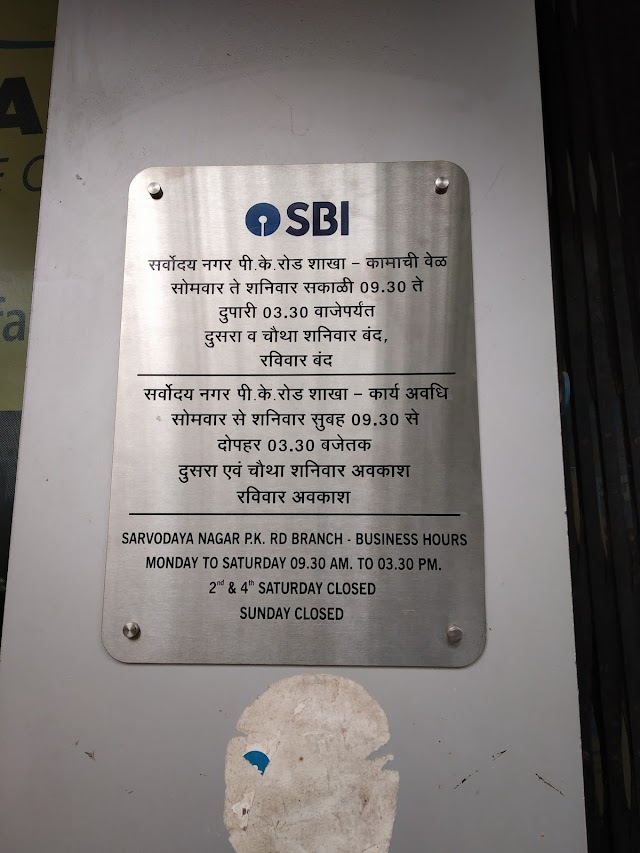 SBI
सर्वोदय नगर पी.के.रोड शाखा – कामाची वेळ
सोमवार ते शनिवार सकाळी 09.30 ते
दुपारी 03.30 वाजेपर्यंत
दुसरा व चौथा शनिवार बंद,
रविवार बंद
सर्वोदय नगर पी.के.रोड शाखा – कार्य अवधि
सोमवार से शनिवार सुबह 09.30 से
दोपहर 03.30 बजेतक
दुसरा एवं चौथा शनिवार अवकाश
रविवार अवकाश
SARVODAYA NAGAR P.K. RD BRANCH - BUSINESS HOURS
MONDAY TO SATURDAY 09.30 AM. TO 03.30 PM.
2nd & 4th SATURDAY CLOSED
SUNDAY CLOSED